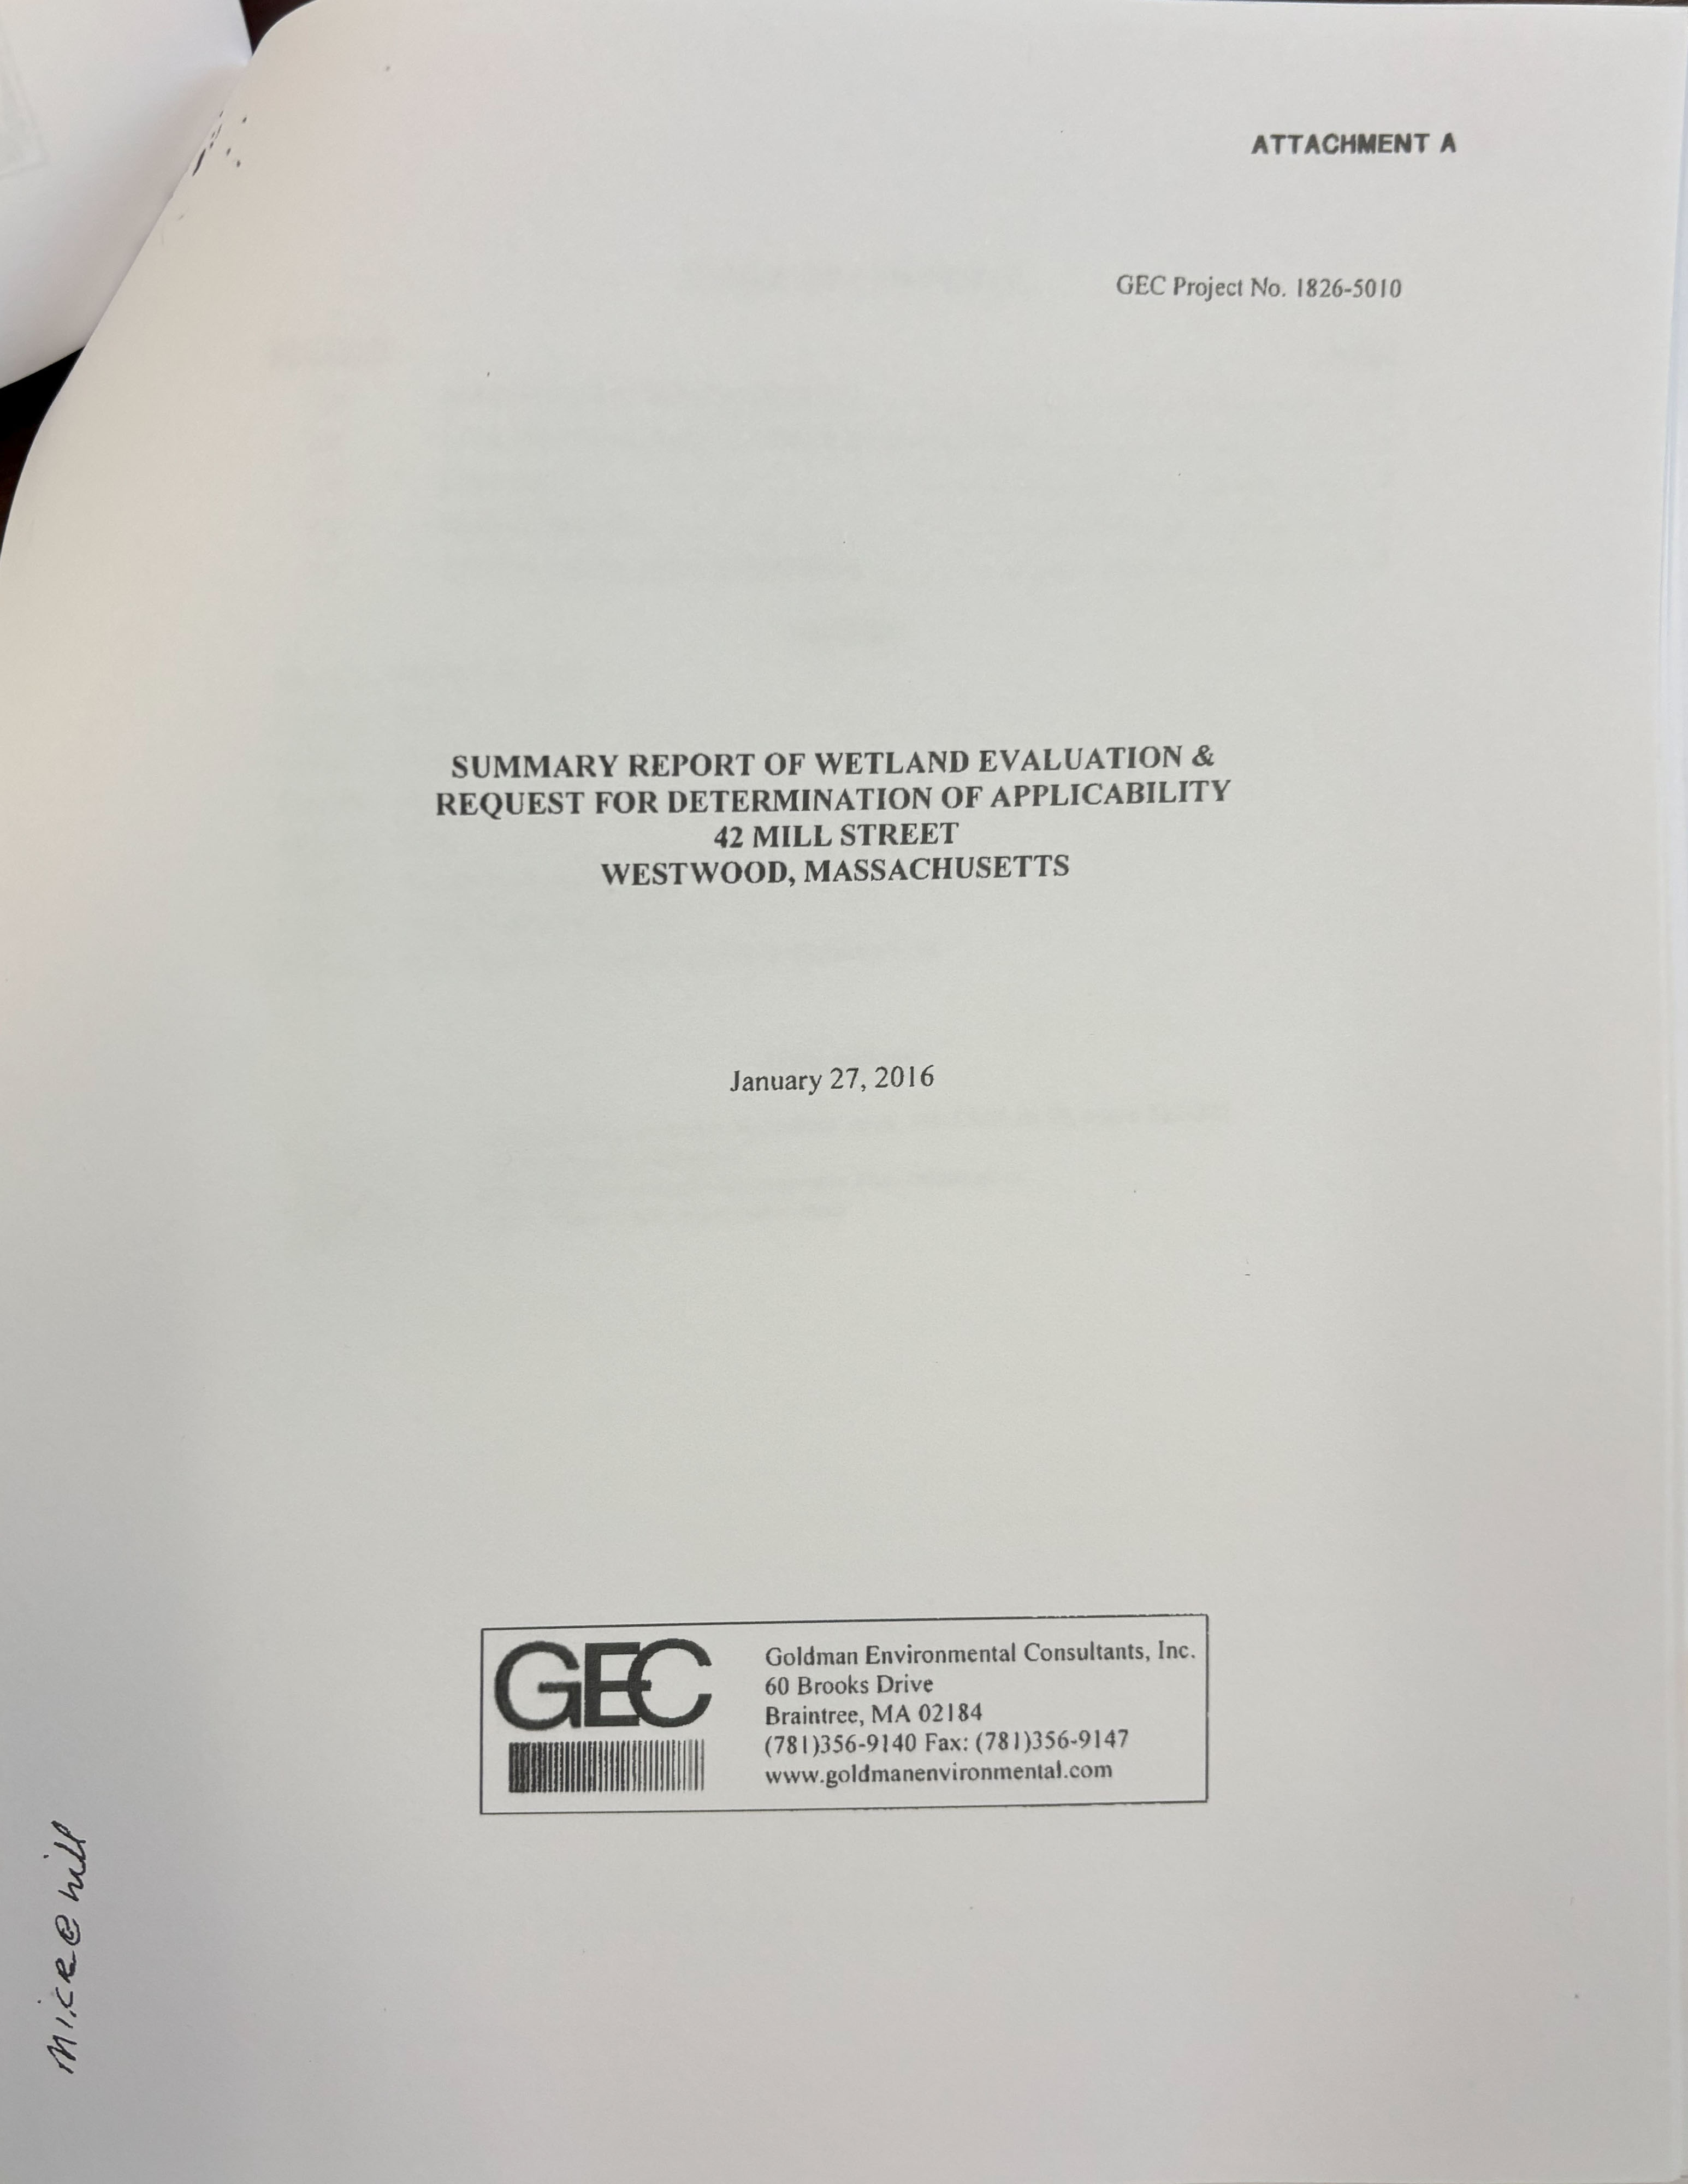 ATTACHMENT A
GEC Project No. 1826-5010
SUMMARY REPORT OF WETLAND EVALUATION &
REQUEST FOR DETERMINATION OF APPLICABILITY
42 MILL STREET
WESTWOOD, MASSACHUSETTS
January 27, 2016
GEC
Goldman Environmental Consultants, Inc.
60 Brooks Drive
Braintree, MA 02184
(781)356-9140 Fax: (781)356-9147
www.goldmanenvironmental.com